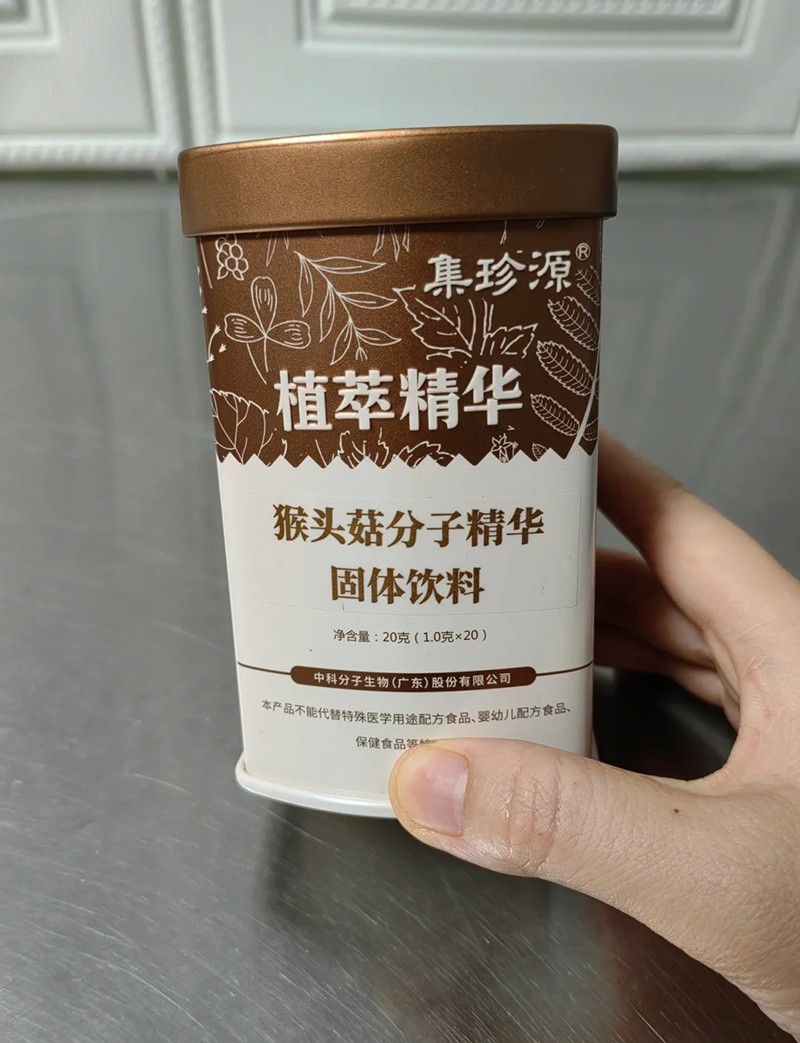 集珍源®
植萃精华
猴头菇分子精华
固体饮料
净含量：20克（1.0克×20）
中科分子生物（广东）股份有限公司
本产品不能代替特殊医学用途配方食品、婴幼儿配方食品、
保健食品等